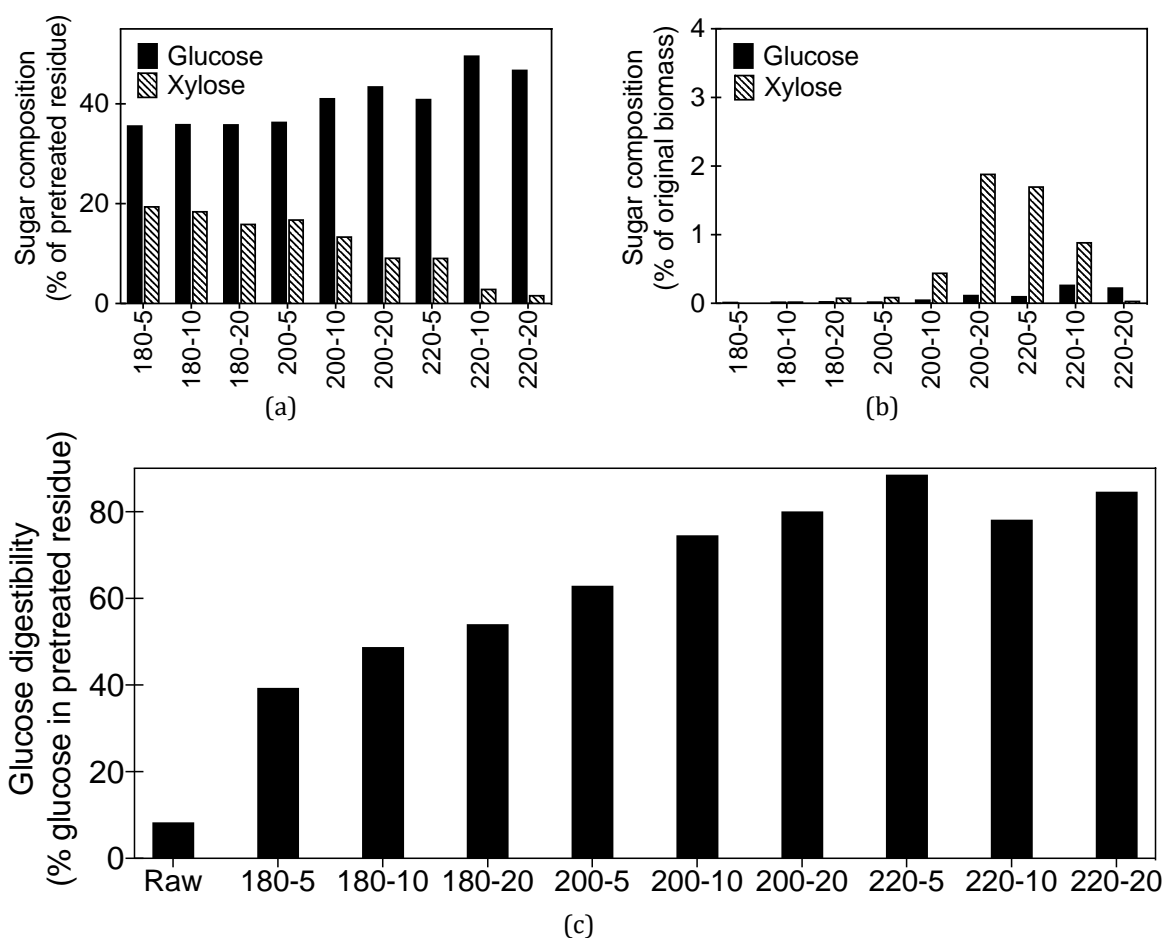 Sugar composition
(% of pretreated residue)
40
20
0
Glucose
Xylose
180-5
180-10
180-20
200-5
200-10
200-20
220-5
220-10
220-20
(a)
Sugar composition
(% of original biomass)
4
3
2
1
0
Glucose
Xylose
180-5
180-10
180-20
200-5
200-10
200-20
220-5
220-10
220-20
(b)
Glucose digestibility
(% glucose in pretreated residue)
80
60
40
20
0
Raw 180-5 180-10 180-20 200-5 200-10 200-20 220-5 220-10 220-20
(c)